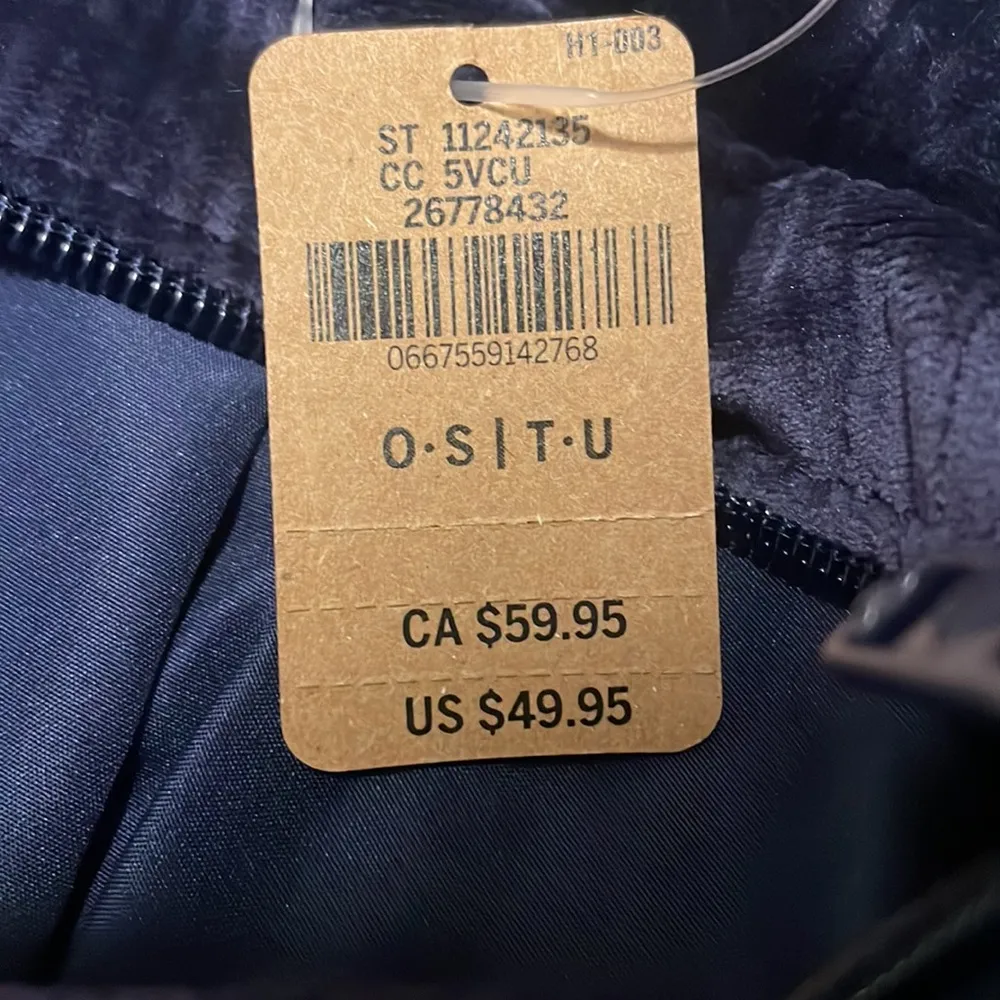 H1-003
ST 11242135
CC 5VCU
26778432
0667559142768
O·S|T·U
CA $59.95
US $49.95